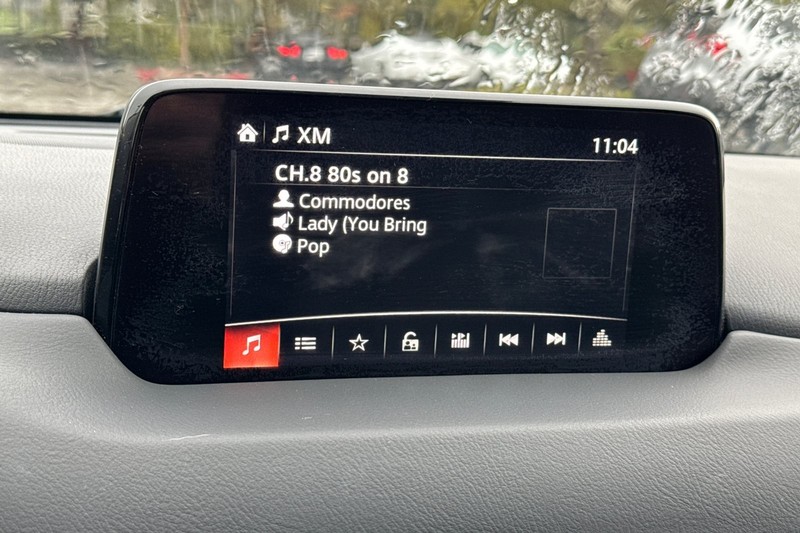 XM
11:04
CH.8 80s on 8
Commodores
Lady (You Bring
Pop